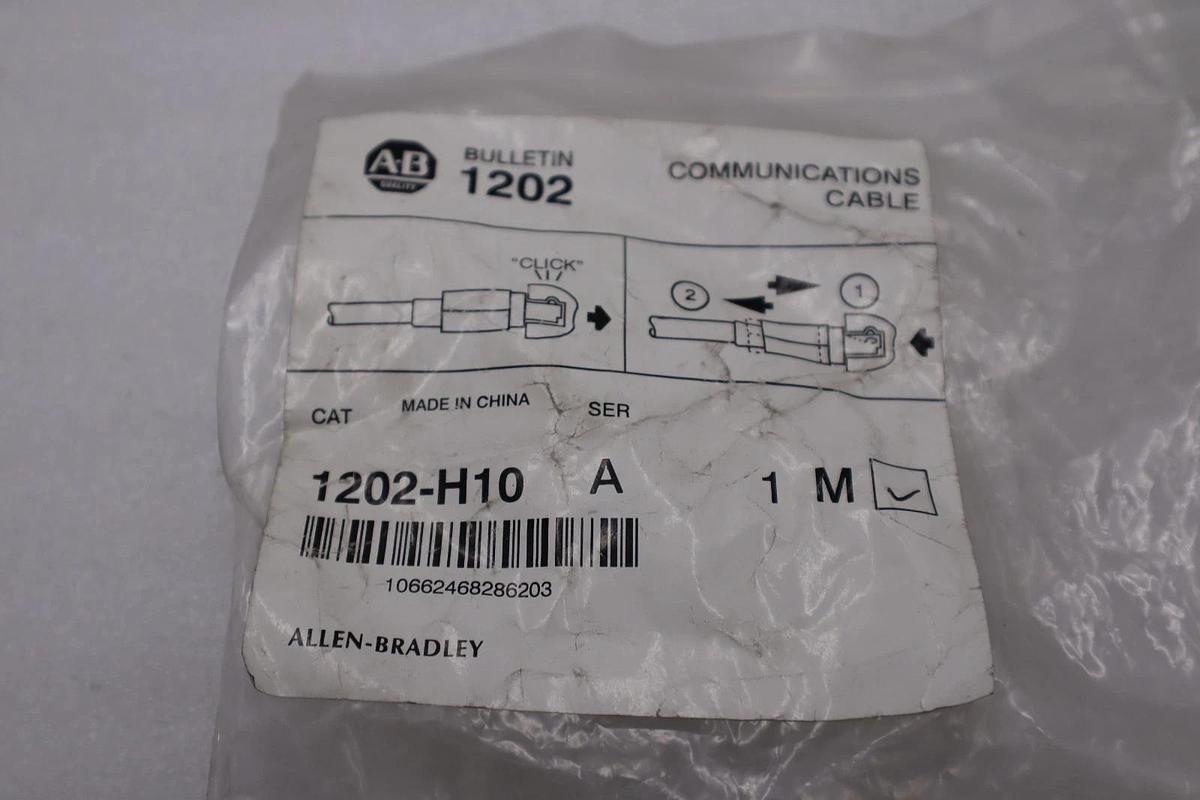 A-B
QUALITY
BULLETIN
1202
COMMUNICATIONS
CABLE
"CLICK"
2
1
CAT
MADE IN CHINA
SER
1202-H10 A 1 M
10662468286203
ALLEN-BRADLEY